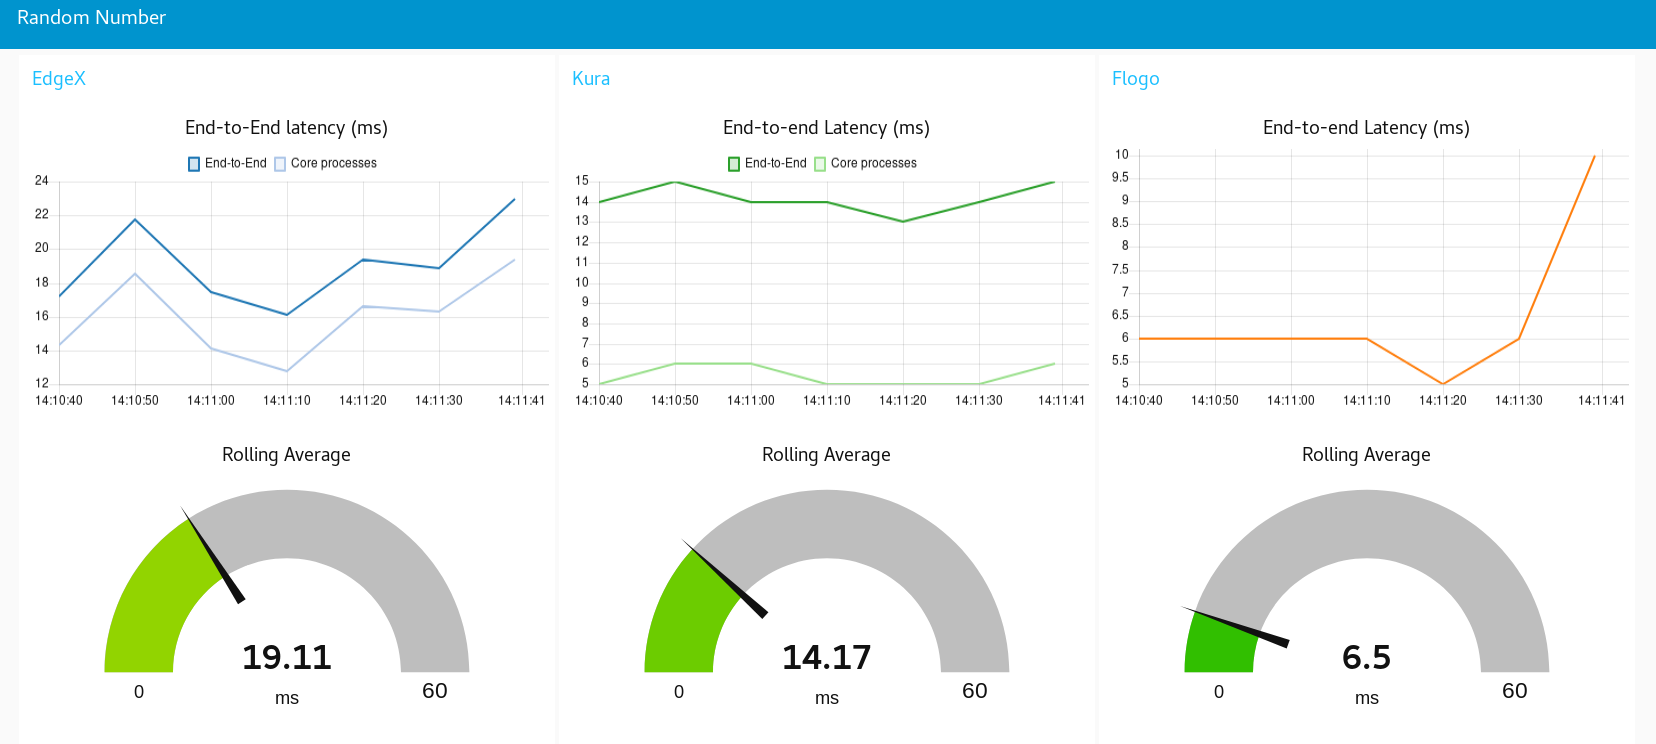 Random Number
EdgeX
End-to-End latency (ms)
End-to-End Core processes
24
22
20
18
16
14
12
14:10:40 14:10:50 14:11:00 14:11:10 14:11:20 14:11:30 14:11:41
Rolling Average
19.11
0 ms 60
Kura
End-to-end Latency (ms)
End-to-End Core processes
15
14
13
12
11
10
9
8
7
6
5
14:10:40 14:10:50 14:11:00 14:11:10 14:11:20 14:11:30 14:11:41
Rolling Average
14.17
0 ms 60
Flogo
End-to-end Latency (ms)
10
9.5
9
8.5
8
7.5
7
6.5
6
5.5
5
14:10:40 14:10:50 14:11:00 14:11:10 14:11:20 14:11:30 14:11:41
Rolling Average
6.5
0 ms 60